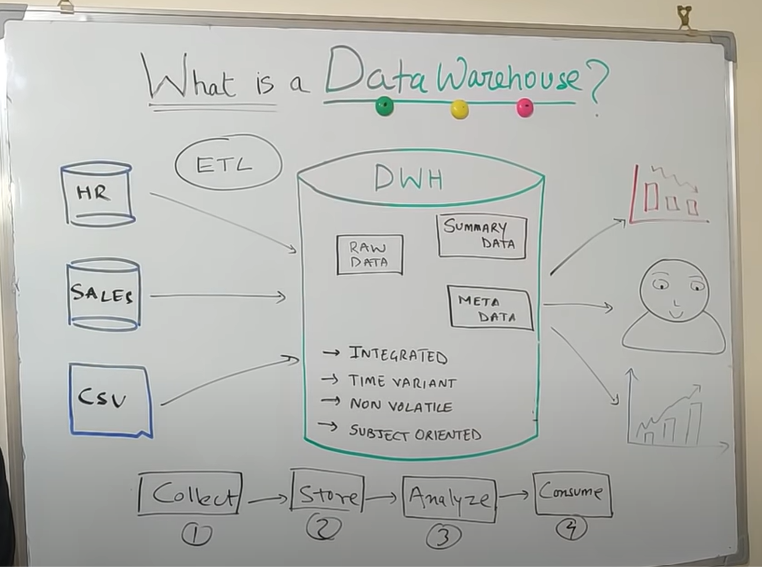 What is a Data Warehouse?
ETL
HR
SALES
CSV
DWH
RAW
DATA
SUMMARY
DATA
META
DATA
→ INTEGRATED
→ TIME VARIANT
→ NON VOLATILE
→ SUBJECT ORIENTED
Collect → Store → Analyze → Consume
1 2 3 4